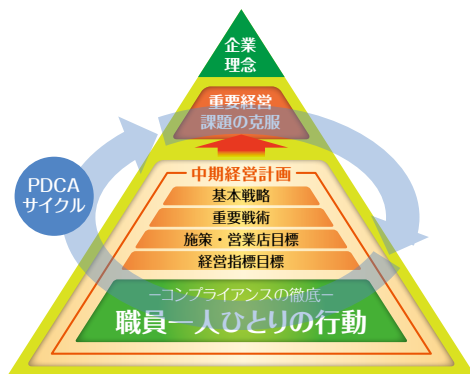 企業
理念
重要経営
課題の克服
中期経営計画
PDCA
サイクル
基本戦略
重要戦術
施策・営業店目標
経営指標目標
−コンプライアンスの徹底−
職員一人ひとりの行動